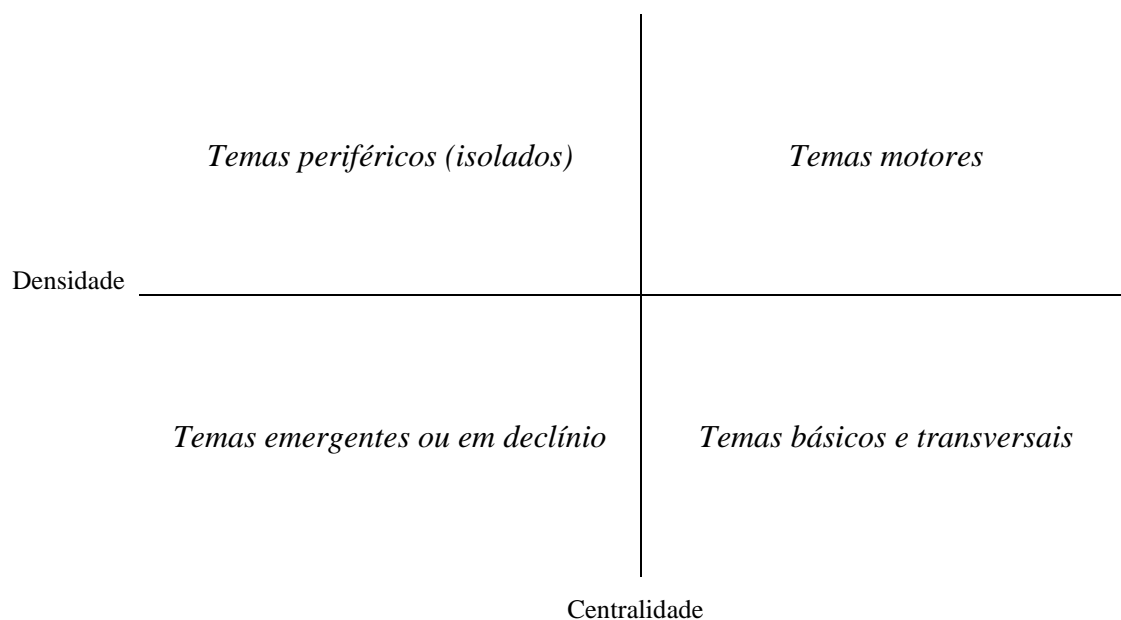 Temas periféricos (isolados)
Temas motores
Densidade
Temas emergentes ou em declínio
Temas básicos e transversais
Centralidade